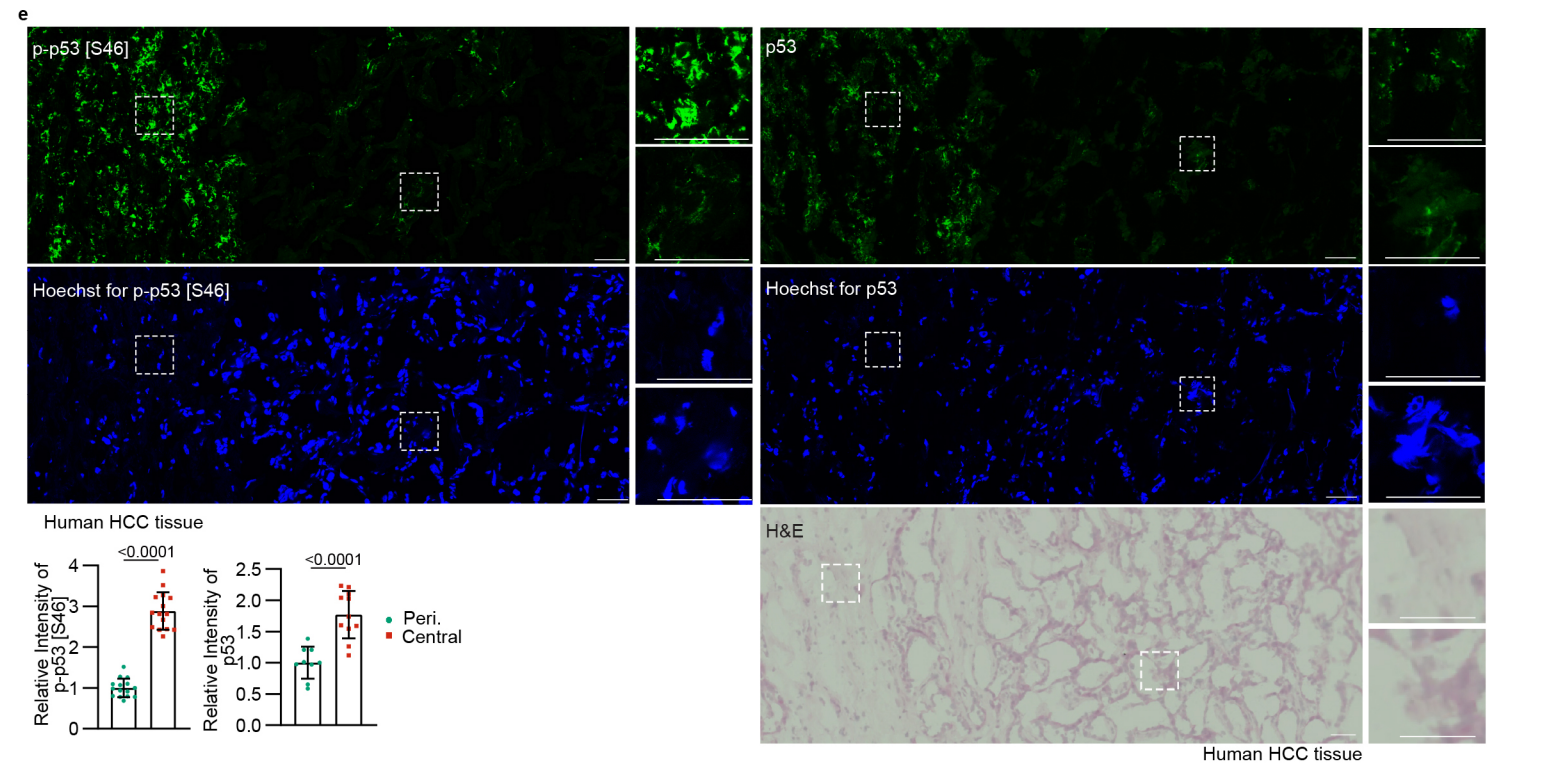 e
p-p53 [S46]
p53
Hoechst for p-p53 [S46]
Hoechst for p53
H&E
Human HCC tissue
Human HCC tissue
Relative Intensity of
p-p53 [S46]
<0.0001
4
3
2
1
0
Relative Intensity of
p53
<0.0001
2.5
2.0
1.5
1.0
0.5
0.0
Peri.
Central